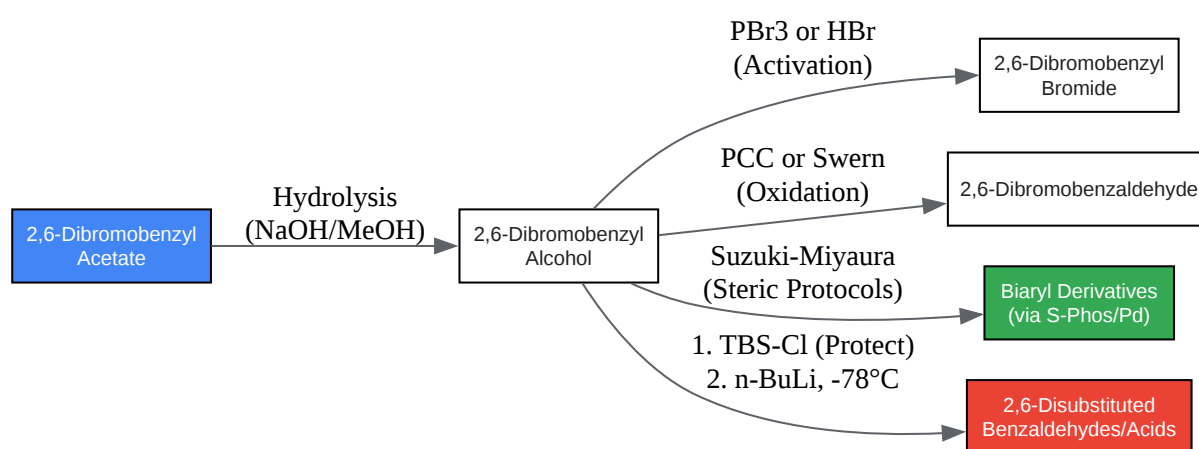 PBr3 or HBr
(Activation)
2,6-Dibromobenzyl
Bromide
PCC or Swern
(Oxidation)
2,6-Dibromobenzaldehyde
Hydrolysis
(NaOH/MeOH)
2,6-Dibromobenzyl
Acetate
2,6-Dibromobenzyl
Alcohol
Suzuki-Miyaura
(Steric Protocols)
Biaryl Derivatives
(via S-Phos/Pd)
1. TBS-Cl (Protect)
2. n-BuLi, -78°C
2,6-Disubstituted
Benzaldehydes/Acids